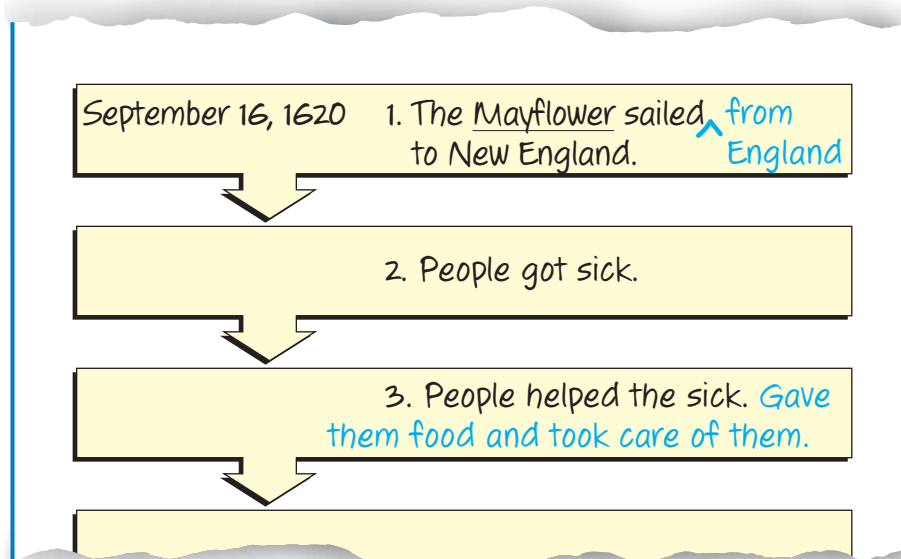 September 16, 1620 1. The Mayflower sailed ^ from
to New England. England
2. People got sick.
3. People helped the sick. Gave
them food and took care of them.